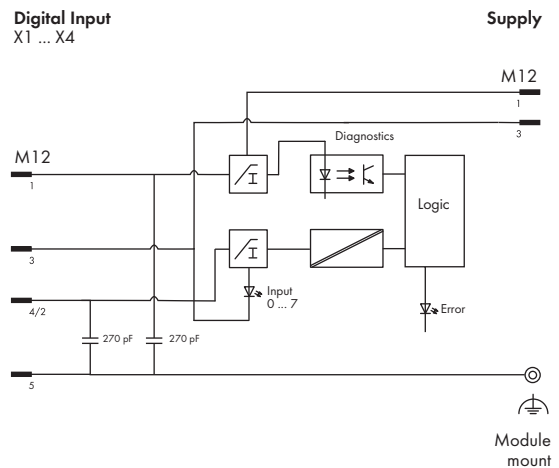 Digital Input
X1 ... X4
Supply
M12
1
3
Diagnostics
M12
1
Logic
3
Input
0 ... 7
4/2
Error
270 pF
270 pF
5
Module
mount